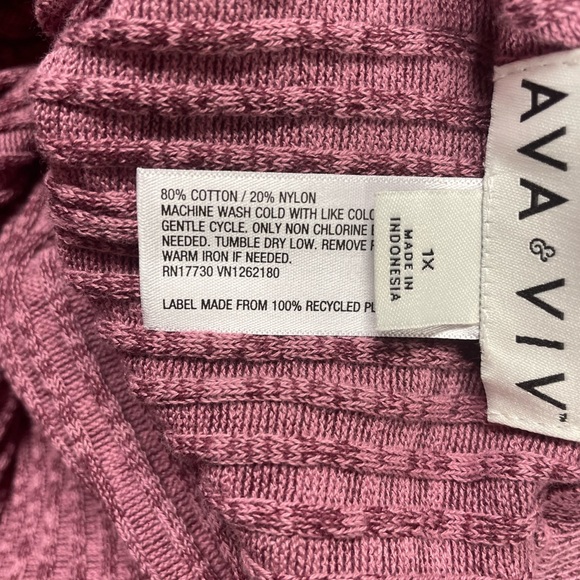 80% COTTON / 20% NYLON
MACHINE WASH COLD WITH LIKE
GENTLE CYCLE. ONLY NON CHLORINE
NEEDED. TUMBLE DRY LOW. REMOVE
WARM IRON IF NEEDED.
RN17730 VN1262180
LABEL MADE FROM 100% RECYCLED
1X
MADE IN
INDONESIA
AVA & VIV™